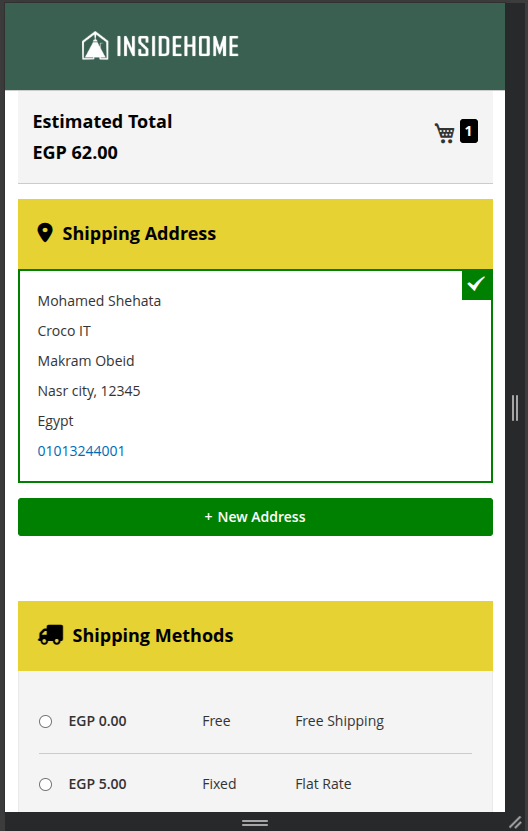 INSIDEHOME
Estimated Total
EGP 62.00
1
Shipping Address
Mohamed Shehata
Croco IT
Makram Obeid
Nasr city, 12345
Egypt
01013244001
+ New Address
Shipping Methods
EGP 0.00 Free Free Shipping
EGP 5.00 Fixed Flat Rate